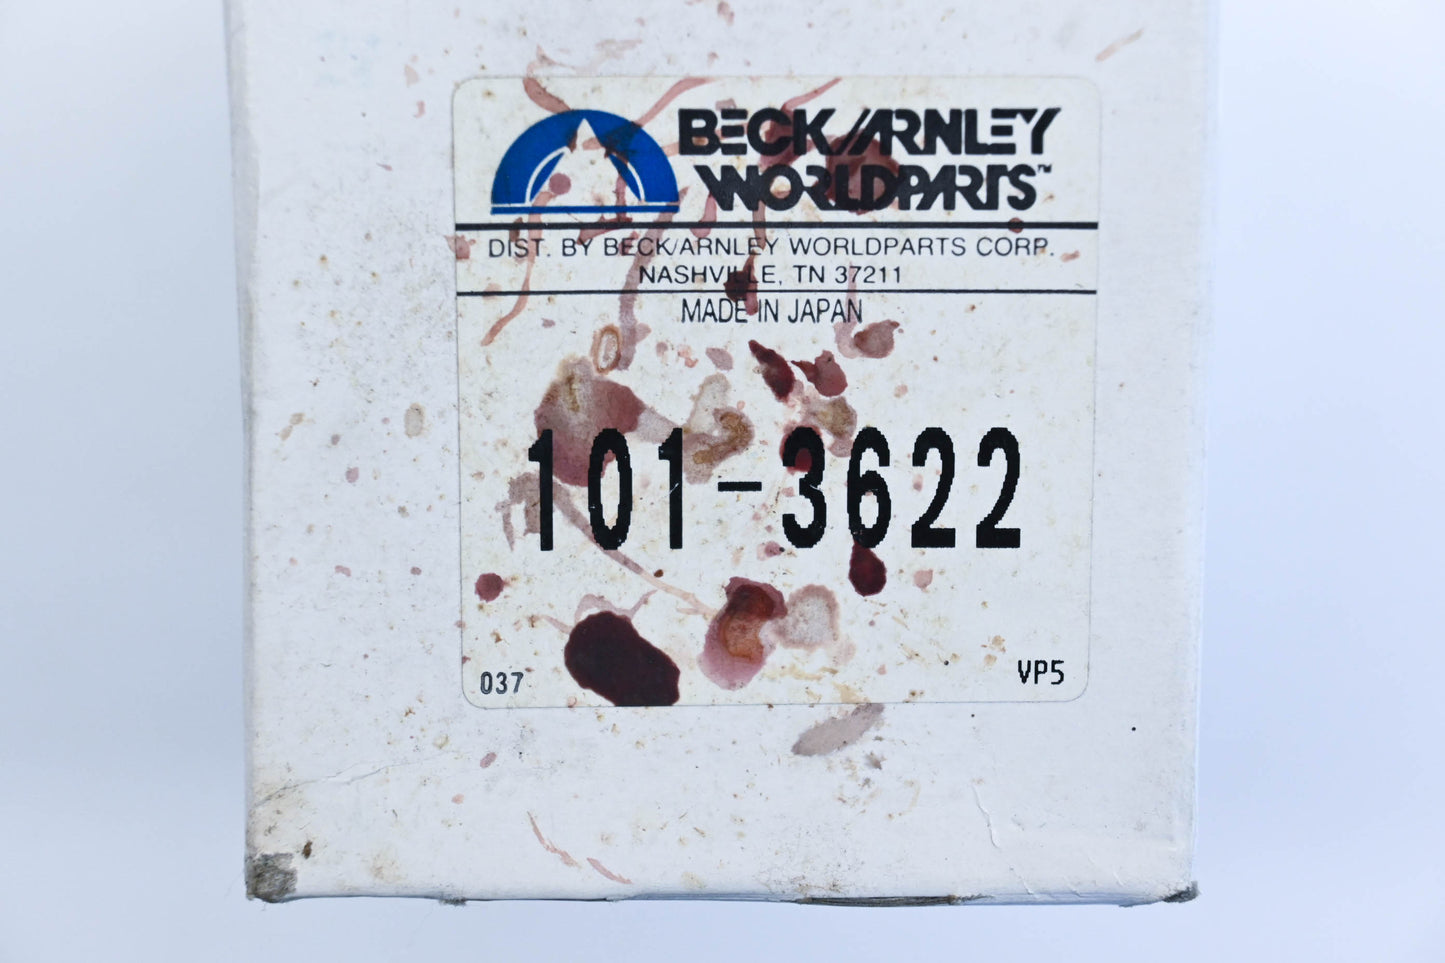 BECK/ARNLEY
WORLDPARTS™
DIST. BY BECK/ARNLEY WORLDPARTS CORP.
NASHVILLE, TN 37211
MADE IN JAPAN
101-3622
037 VP5